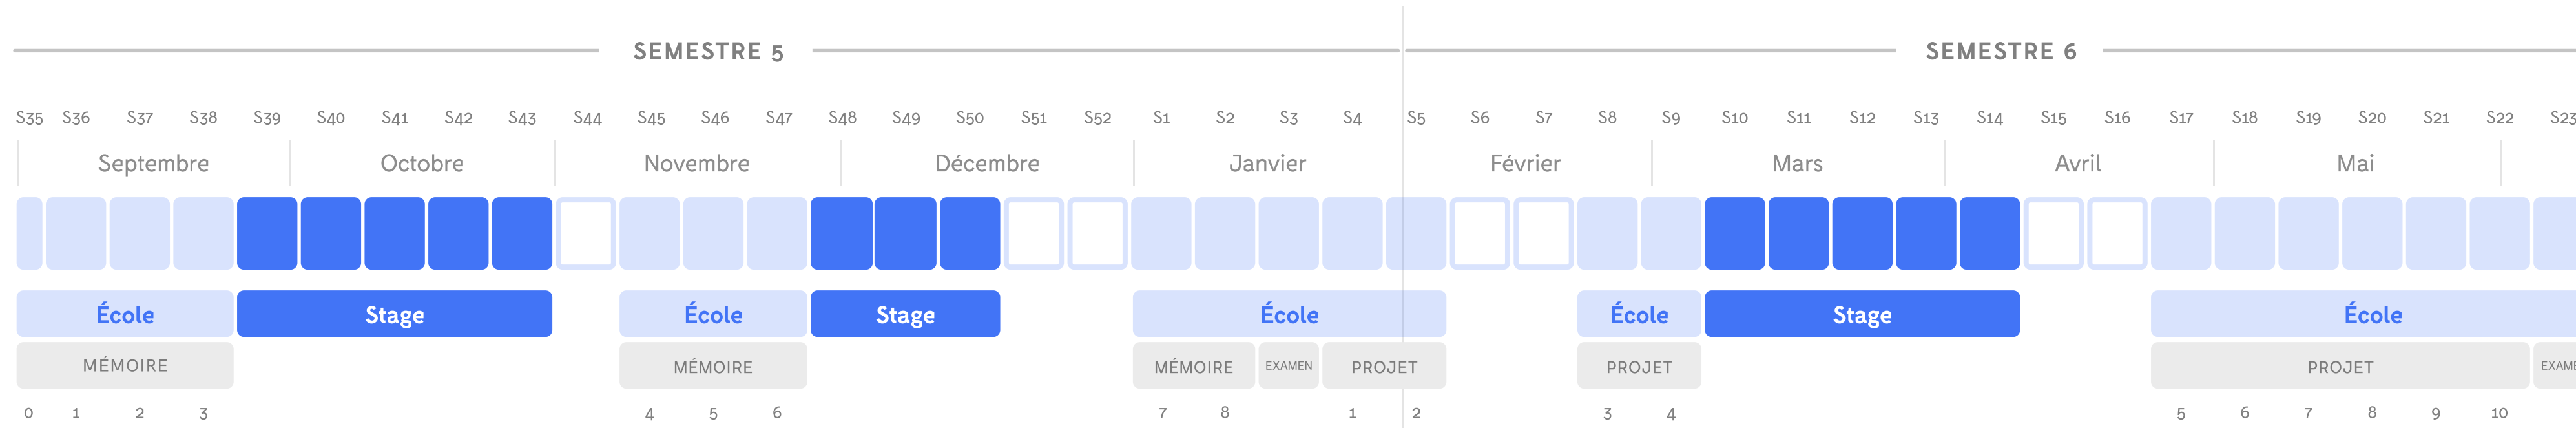 SEMESTRE 5 SEMESTRE 6
S35 S36 S37 S38 S39 S40 S41 S42 S43 S44 S45 S46 S47 S48 S49 S50 S51 S52 S1 S2 S3 S4 S5 S6 S7 S8 S9 S10 S11 S12 S13 S14 S15 S16 S17 S18 S19 S20 S21 S22 S23
Septembre Octobre Novembre Décembre Janvier Février Mars Avril Mai
École Stage École Stage École École Stage École
MÉMOIRE MÉMOIRE MÉMOIRE EXAMEN PROJET PROJET PROJET EXAME
0 1 2 3 4 5 6 7 8 1 2 3 4 5 6 7 8 9 10